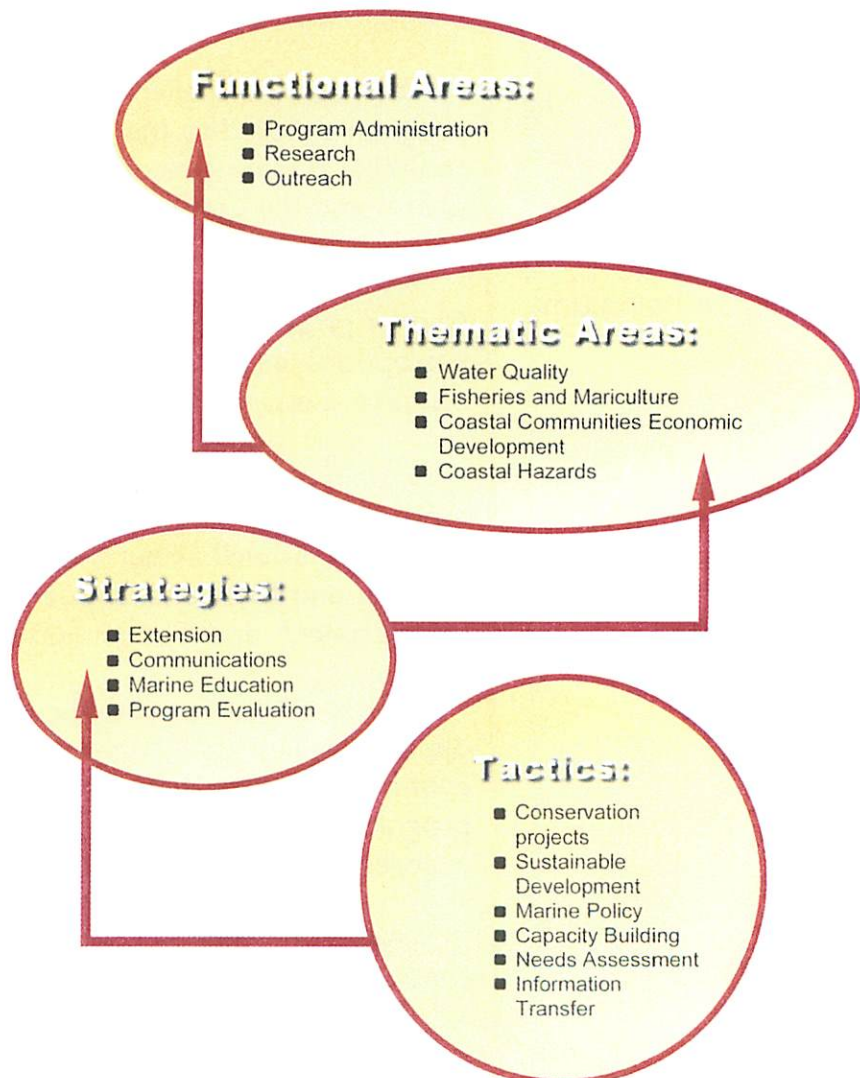 Functional Areas:
Program Administration
Research
Outreach
Thematic Areas:
Water Quality
Fisheries and Mariculture
Coastal Communities Economic
Development
Coastal Hazards
Strategies:
Extension
Communications
Marine Education
Program Evaluation
Tactics:
Conservation
projects
Sustainable
Development
Marine Policy
Capacity Building
Needs Assessment
Information
Transfer